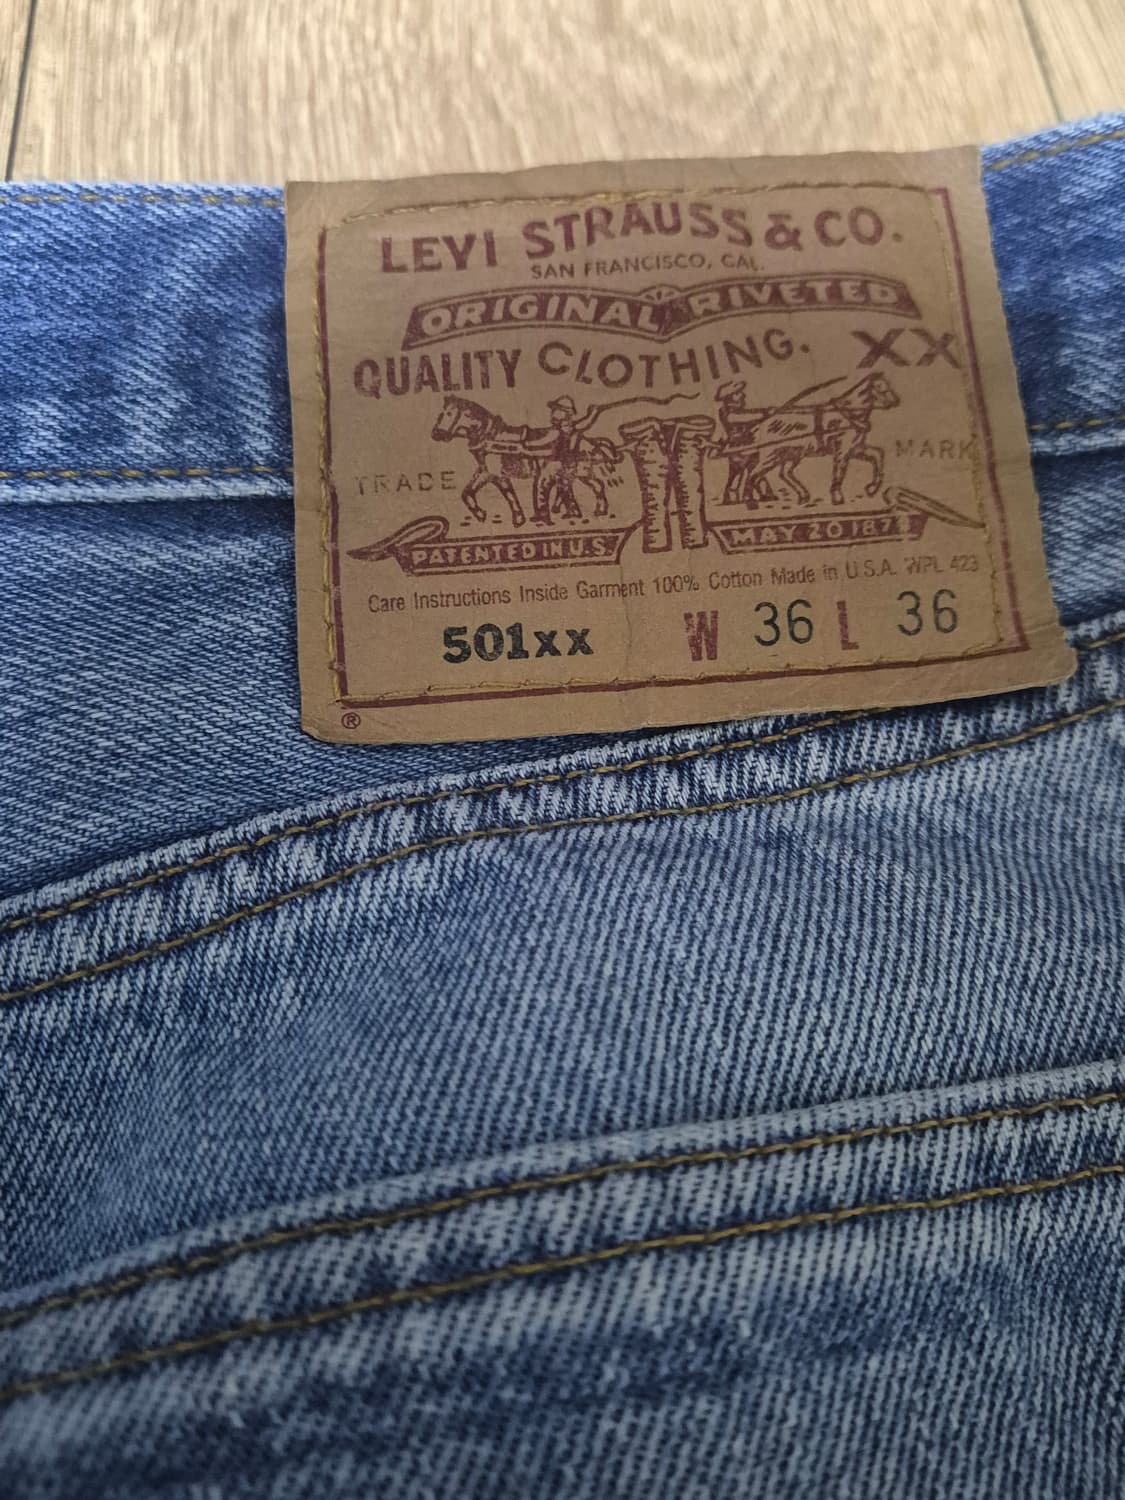 LEVI STRAUSS & CO.
SAN FRANCISCO, CAL.
ORIGINAL RIVETED
QUALITY CLOTHING. XX
TRADE MARK
PATENTED IN U.S. MAY 20 1873
Care Instructions Inside Garment 100% Cotton Made in U.S.A. WPL 423
501xx W 36 L 36
®